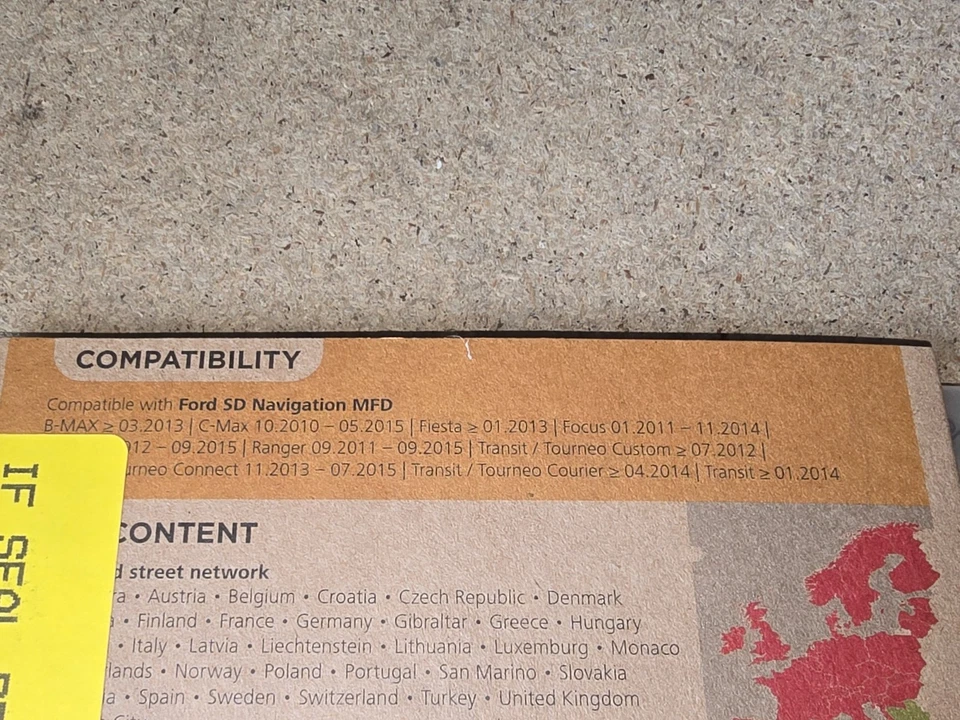 COMPATIBILITY
Compatible with Ford SD Navigation MFD
B-MAX ≥ 03.2013 | C-Max 10.2010 – 05.2015 | Fiesta ≥ 01.2013 | Focus 01.2011 – 11.2014 |
12 – 09.2015 | Ranger 09.2011 – 09.2015 | Transit / Tourneo Custom ≥ 07.2012 |
urneo Connect 11.2013 – 07.2015 | Transit / Tourneo Courier ≥ 04.2014 | Transit ≥ 01.2014
CONTENT
d street network
ra • Austria • Belgium • Croatia • Czech Republic • Denmark
• Finland • France • Germany • Gibraltar • Greece • Hungary
• Italy • Latvia • Liechtenstein • Lithuania • Luxemburg • Monaco
lands • Norway • Poland • Portugal • San Marino • Slovakia
a • Spain • Sweden • Switzerland • Turkey • United Kingdom
City
IF SEAL